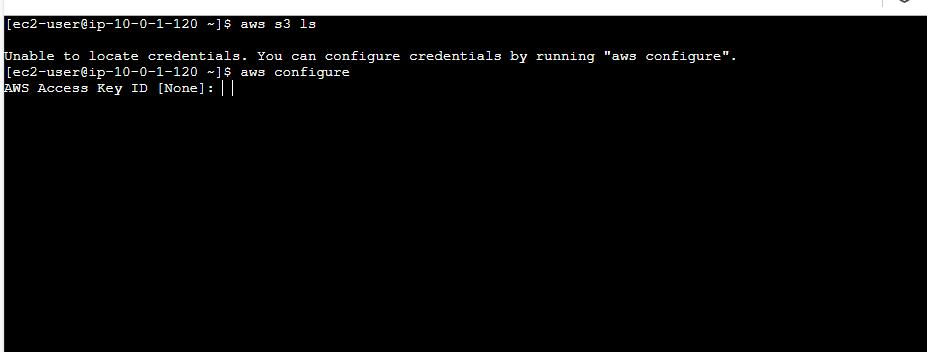 [ec2-user@ip-10-0-1-120 ~]$ aws s3 ls
Unable to locate credentials. You can configure credentials by running "aws configure".
[ec2-user@ip-10-0-1-120 ~]$ aws configure
AWS Access Key ID [None]: